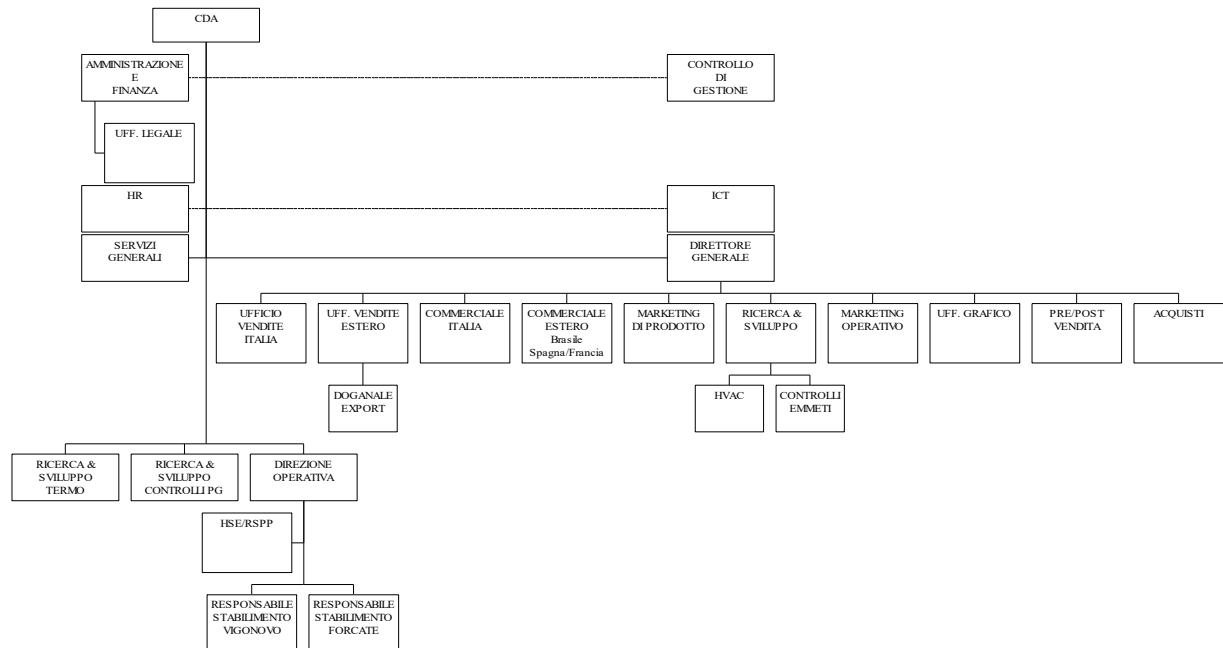 CDA
AMMINISTRAZIONE
E
FINANZA
CONTROLLO
DI
GESTIONE
UFF. LEGALE
HR
ICT
SERVIZI
GENERALI
DIRETTORE
GENERALE
UFFICIO
VENDITE
ITALIA
UFF. VENDITE
ESTERO
COMMERCIALE
ITALIA
COMMERCIALE
ESTERO
Brasile
Spagna/Francia
MARKETING
DI PRODOTTO
RICERCA &
SVILUPPO
MARKETING
OPERATIVO
UFF. GRAFICO
PRE/POST
VENDITA
ACQUISTI
DOGANALE
EXPORT
HVAC
CONTROLLI
EMMETI
RICERCA &
SVILUPPO
TERMO
RICERCA &
SVILUPPO
CONTROLLI PG
DIREZIONE
OPERATIVA
HSE/RSPP
RESPONSABILE
STABILIMENTO
VIGONOVO
RESPONSABILE
STABILIMENTO
FORCATE